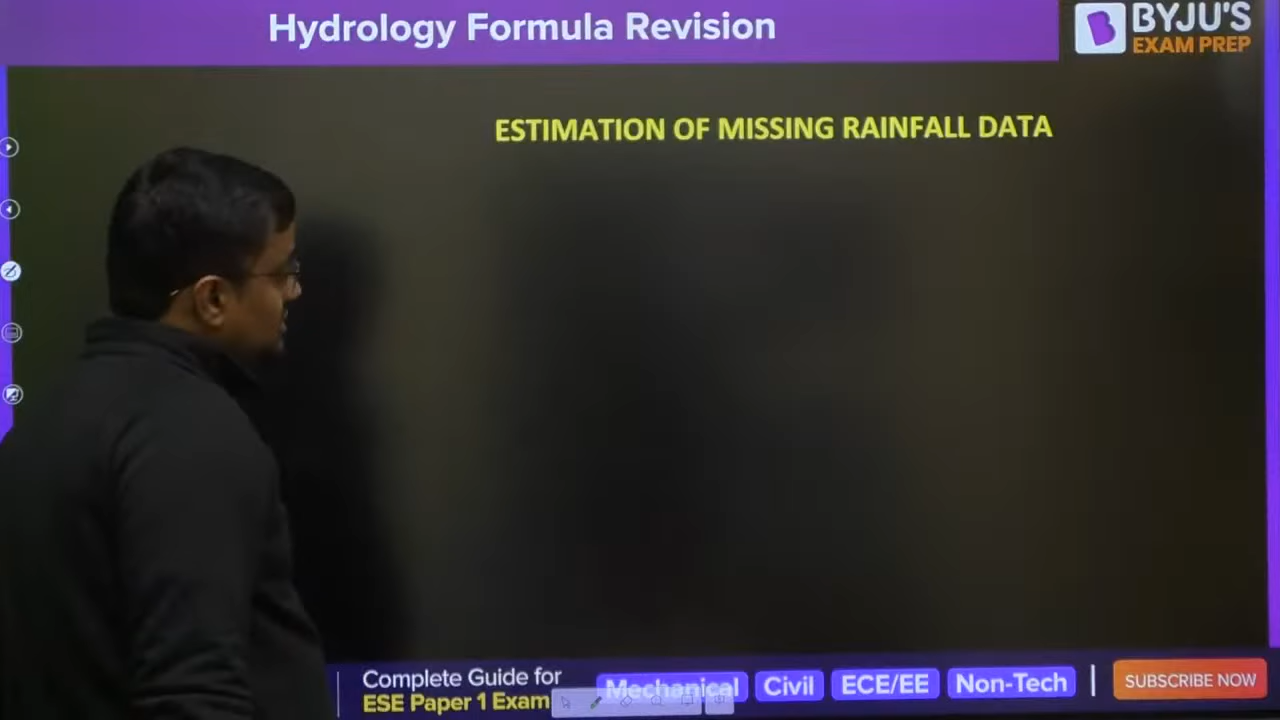 Hydrology Formula Revision
BYJU'S
EXAM PREP
ESTIMATION OF MISSING RAINFALL DATA
Complete Guide for
ESE Paper 1 Exam
Mechanical
Civil
ECE/EE
Non-Tech
SUBSCRIBE NOW